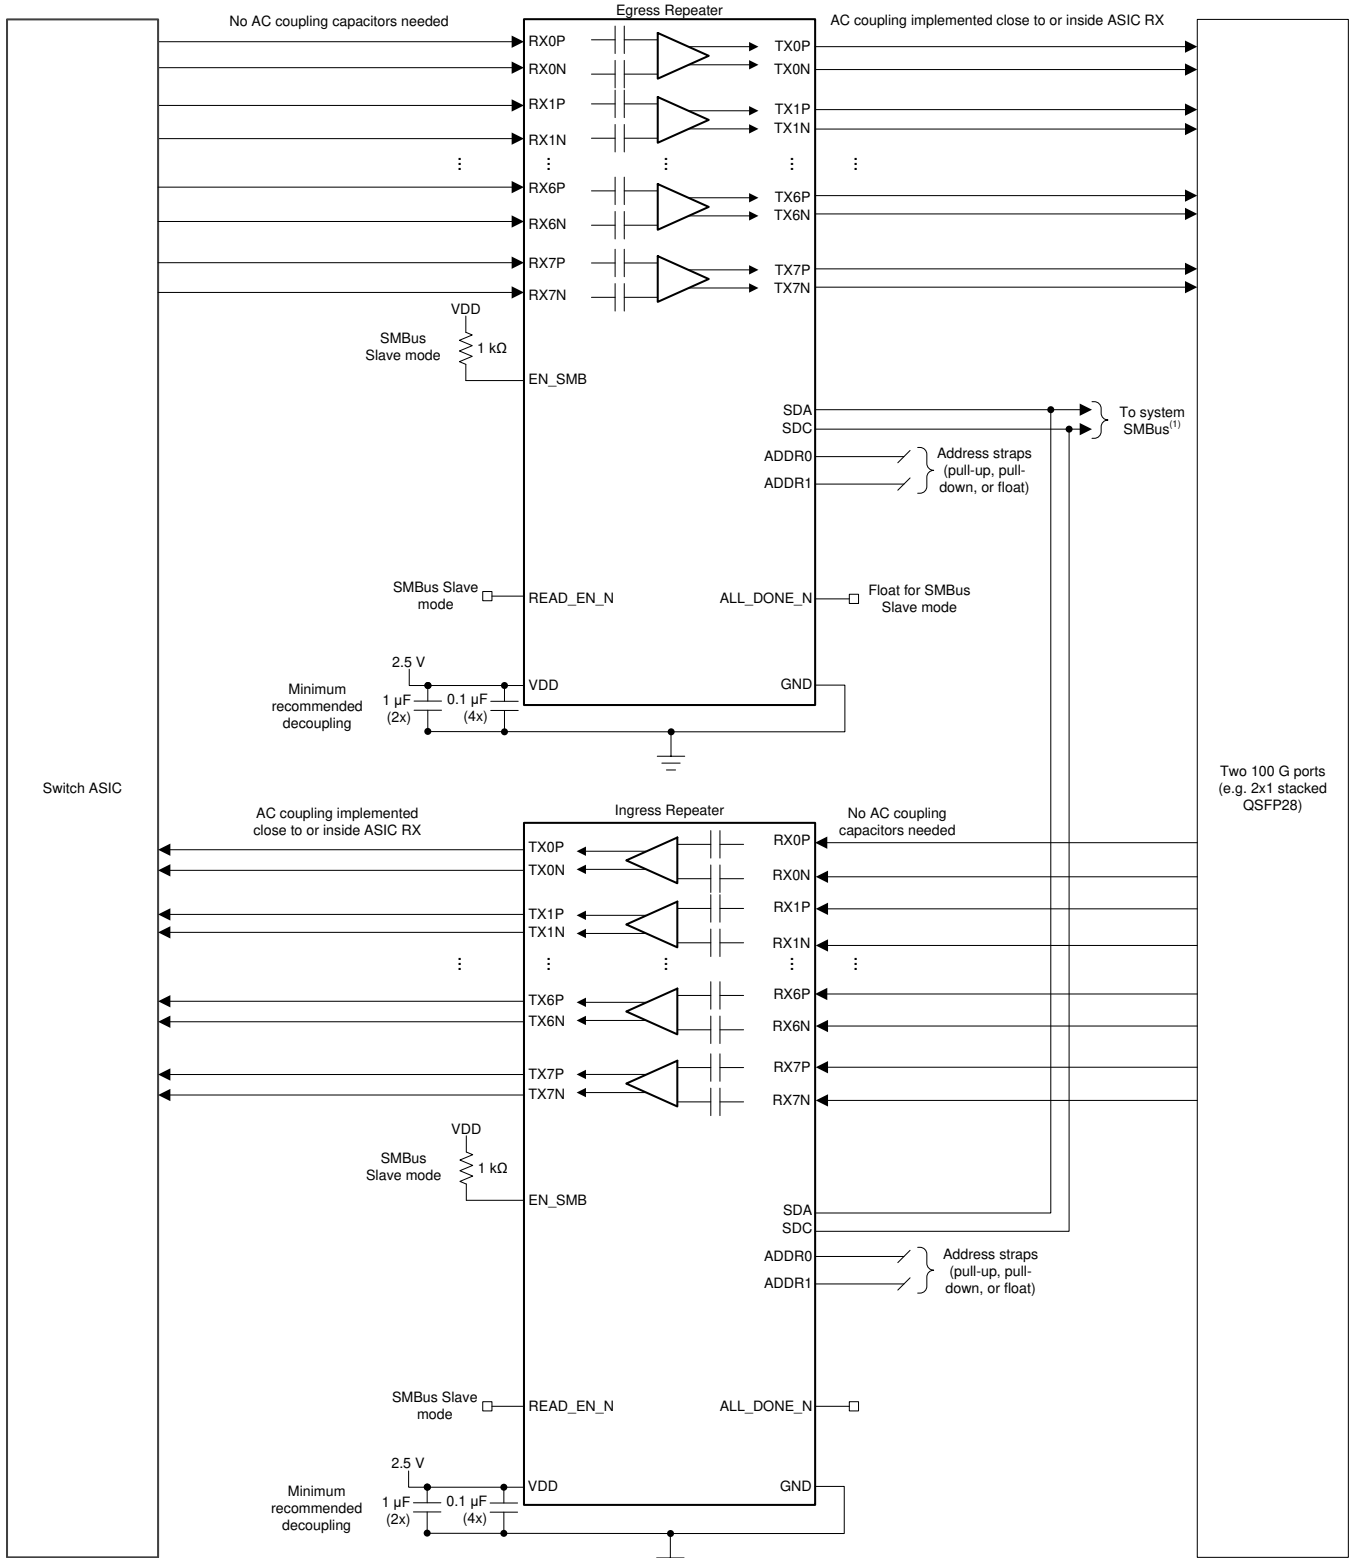 No AC coupling capacitors needed
Egress Repeater
AC coupling implemented close to or inside ASIC RX
RX0P
TX0P
RX0N
TX0N
RX1P
TX1P
RX1N
TX1N
⋮ ⋮ ⋮ ⋮ ⋮
RX6P
TX6P
RX6N
TX6N
RX7P
TX7P
RX7N
TX7N
VDD
SMBus
Slave mode
1 kΩ
EN_SMB
SDA
SDC
To system
SMBus(1)
ADDR0
ADDR1
Address straps
(pull-up, pull-
down, or float)
SMBus Slave
mode
READ_EN_N
ALL_DONE_N
Float for SMBus
Slave mode
2.5 V
VDD
GND
Minimum
recommended
decoupling
1 µF
(2x)
0.1 µF
(4x)
Switch ASIC
Two 100 G ports
(e.g. 2x1 stacked
QSFP28)
AC coupling implemented
close to or inside ASIC RX
Ingress Repeater
No AC coupling
capacitors needed
TX0P
RX0P
TX0N
RX0N
TX1P
RX1P
TX1N
RX1N
⋮ ⋮ ⋮ ⋮ ⋮
TX6P
RX6P
TX6N
RX6N
TX7P
RX7P
TX7N
RX7N
VDD
SMBus
Slave mode
1 kΩ
EN_SMB
SDA
SDC
ADDR0
ADDR1
Address straps
(pull-up, pull-
down, or float)
SMBus Slave
mode
READ_EN_N
ALL_DONE_N
2.5 V
VDD
GND
Minimum
recommended
decoupling
1 µF
(2x)
0.1 µF
(4x)